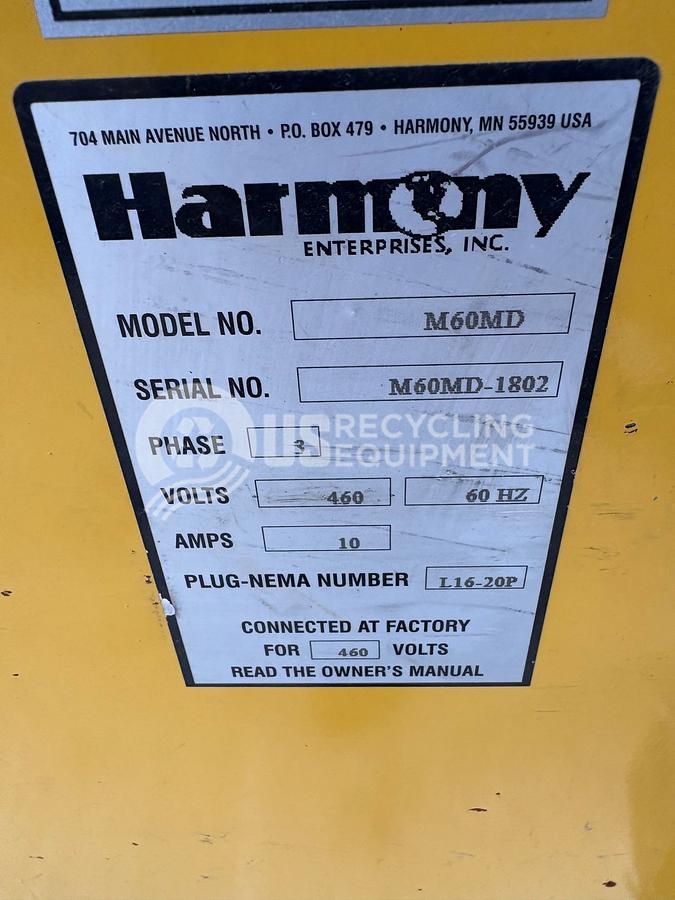 704 MAIN AVENUE NORTH • P.O. BOX 479 • HARMONY, MN 55939 USA
Harmony
ENTERPRISES, INC.
MODEL NO. M60MD
SERIAL NO. M60MD-1802
US RECYCLING EQUIPMENT
PHASE 3
VOLTS 460 60 HZ
AMPS 10
PLUG-NEMA NUMBER L16-20P
CONNECTED AT FACTORY
FOR 460 VOLTS
READ THE OWNER'S MANUAL